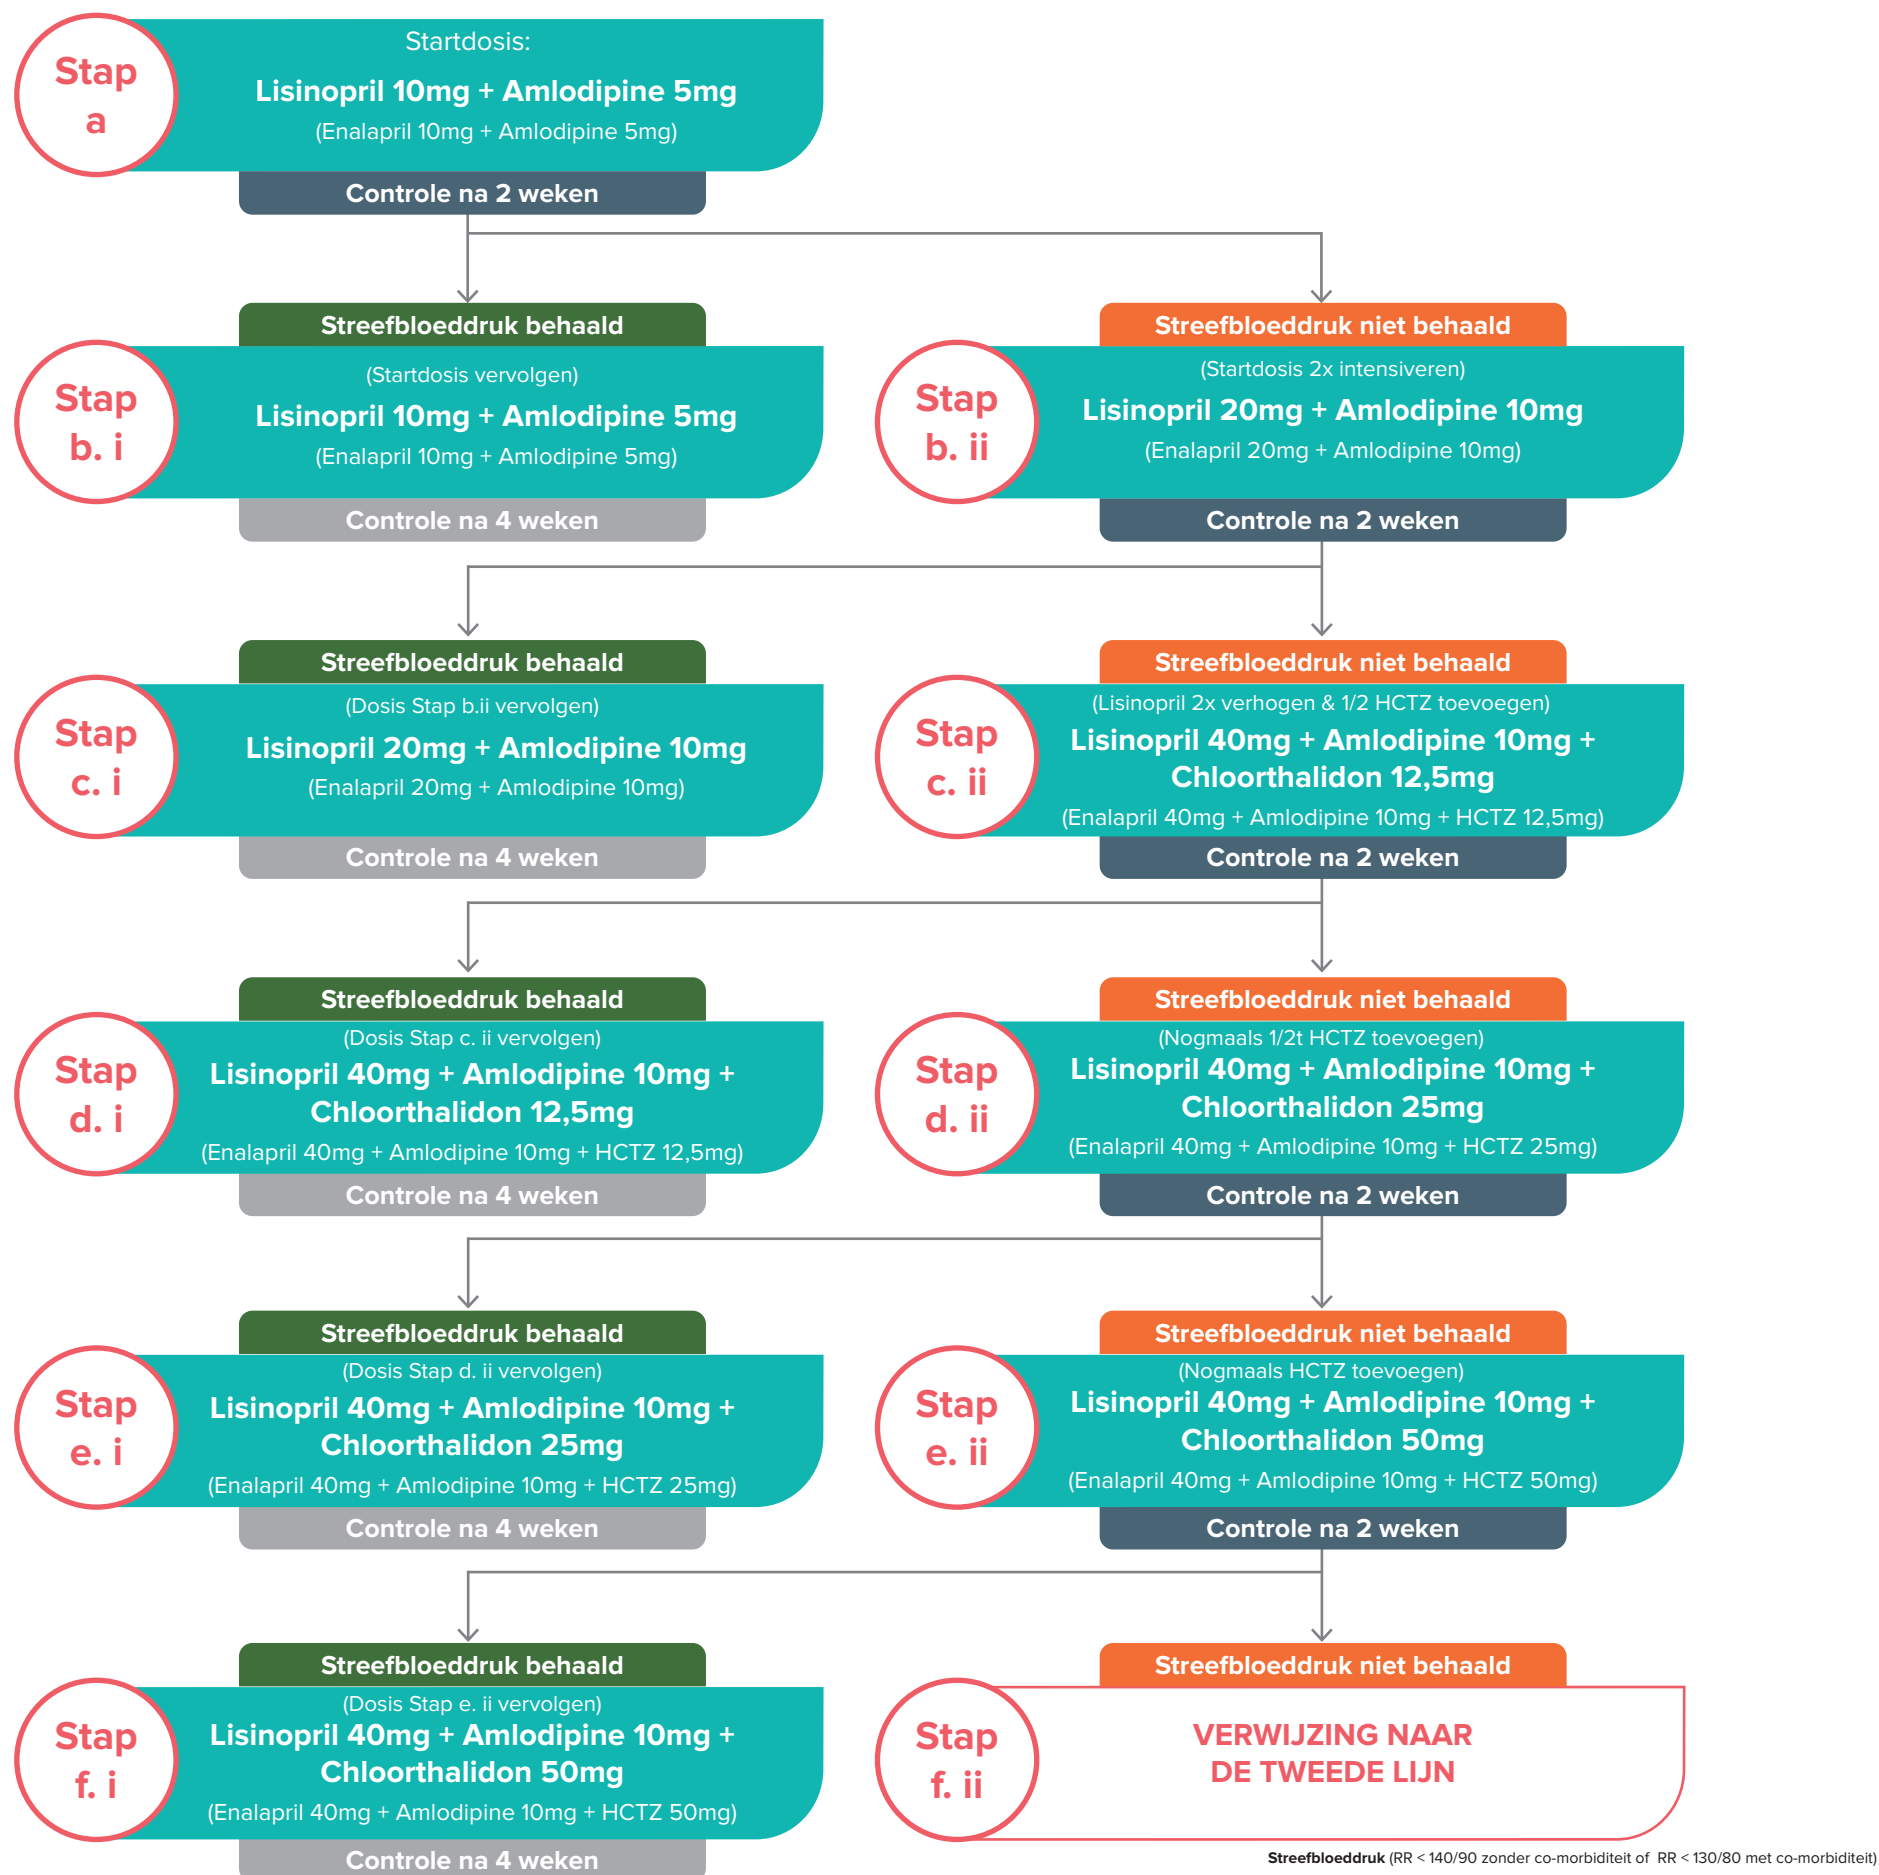 Stap
a
Startdosis:
Lisinopril 10mg + Amlodipine 5mg
(Enalapril 10mg + Amlodipine 5mg)
Controle na 2 weken
Streefbloeddruk behaald
Stap
b. i
(Startdosis vervolgen)
Lisinopril 10mg + Amlodipine 5mg
(Enalapril 10mg + Amlodipine 5mg)
Controle na 4 weken
Streefbloeddruk niet behaald
Stap
b. ii
(Startdosis 2x intensiveren)
Lisinopril 20mg + Amlodipine 10mg
(Enalapril 20mg + Amlodipine 10mg)
Controle na 2 weken
Streefbloeddruk behaald
Stap
c. i
(Dosis Stap b.ii vervolgen)
Lisinopril 20mg + Amlodipine 10mg
(Enalapril 20mg + Amlodipine 10mg)
Controle na 4 weken
Streefbloeddruk niet behaald
Stap
c. ii
(Lisinopril 2x verhogen & 1/2 HCTZ toevoegen)
Lisinopril 40mg + Amlodipine 10mg +
Chloorthalidon 12,5mg
(Enalapril 40mg + Amlodipine 10mg + HCTZ 12,5mg)
Controle na 2 weken
Streefbloeddruk behaald
Stap
d. i
(Dosis Stap c. ii vervolgen)
Lisinopril 40mg + Amlodipine 10mg +
Chloorthalidon 12,5mg
(Enalapril 40mg + Amlodipine 10mg + HCTZ 12,5mg)
Controle na 4 weken
Streefbloeddruk niet behaald
Stap
d. ii
(Nogmaals 1/2t HCTZ toevoegen)
Lisinopril 40mg + Amlodipine 10mg +
Chloorthalidon 25mg
(Enalapril 40mg + Amlodipine 10mg + HCTZ 25mg)
Controle na 2 weken
Streefbloeddruk behaald
Stap
e. i
(Dosis Stap d. ii vervolgen)
Lisinopril 40mg + Amlodipine 10mg +
Chloorthalidon 25mg
(Enalapril 40mg + Amlodipine 10mg + HCTZ 25mg)
Controle na 4 weken
Streefbloeddruk niet behaald
Stap
e. ii
(Nogmaals HCTZ toevoegen)
Lisinopril 40mg + Amlodipine 10mg +
Chloorthalidon 50mg
(Enalapril 40mg + Amlodipine 10mg + HCTZ 50mg)
Controle na 2 weken
Streefbloeddruk behaald
Stap
f. i
(Dosis Stap e. ii vervolgen)
Lisinopril 40mg + Amlodipine 10mg +
Chloorthalidon 50mg
(Enalapril 40mg + Amlodipine 10mg + HCTZ 50mg)
Controle na 4 weken
Streefbloeddruk niet behaald
Stap
f. ii
VERWIJZING NAAR
DE TWEEDE LIJN
Streefbloeddruk (RR < 140/90 zonder co-morbiditeit of RR < 130/80 met co-morbiditeit)